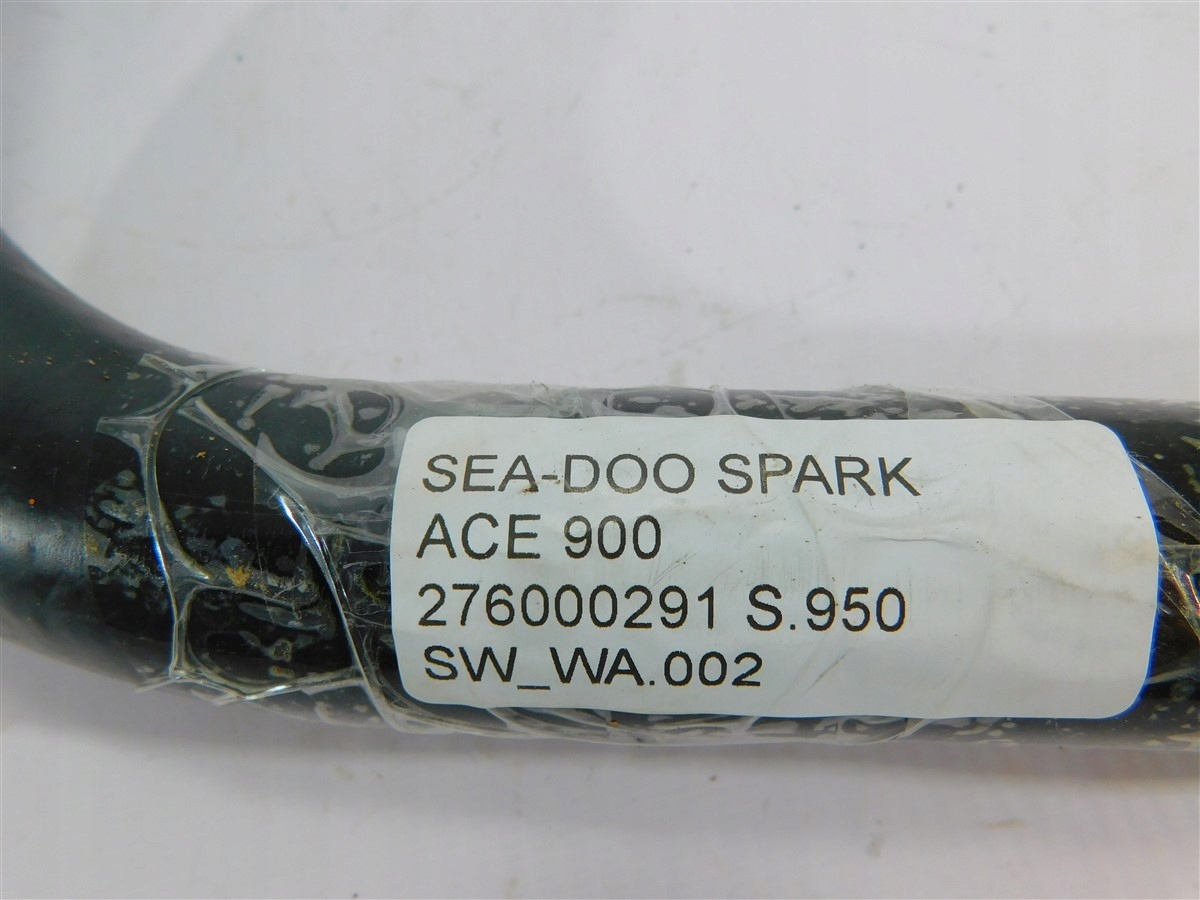 SEA-DOO SPARK
ACE 900
276000291 S.950
SW_WA.002